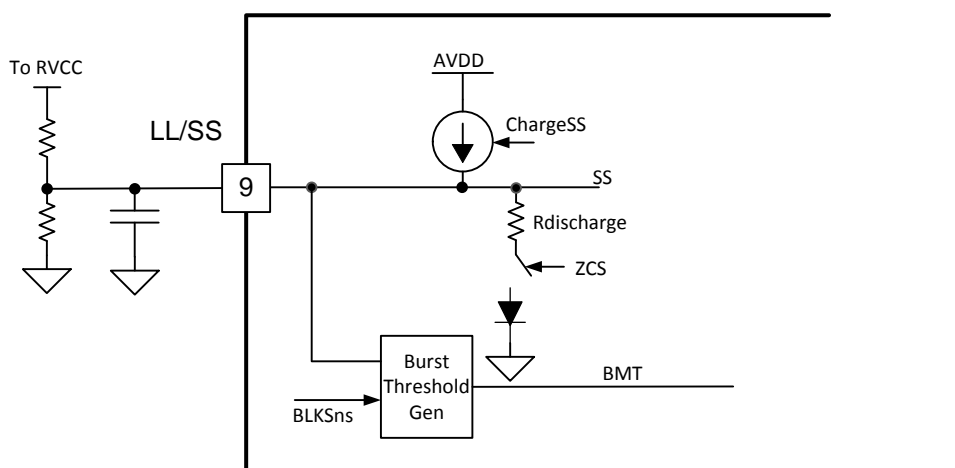 To RVCC
LL/SS
9
AVDD
ChargeSS
SS
Rdischarge
ZCS
Burst
Threshold
Gen
BLKSns
BMT